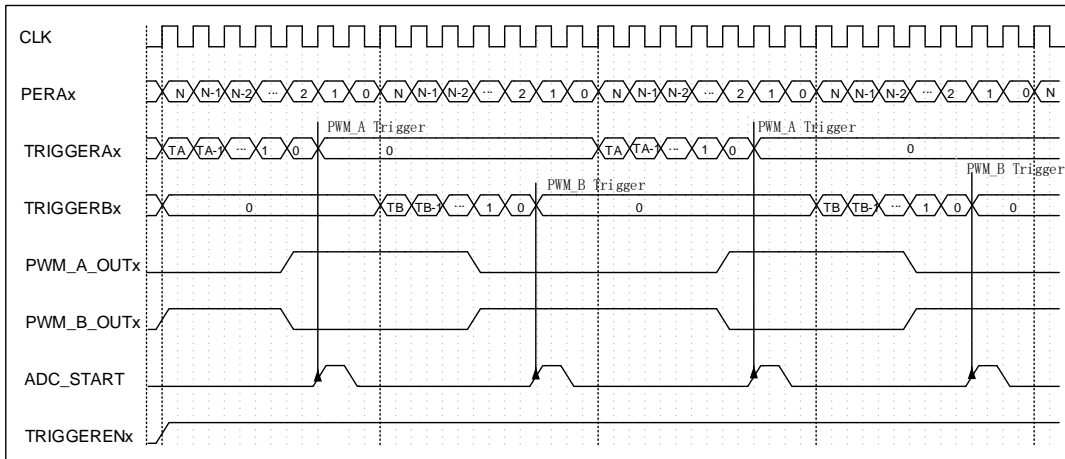 CLK
PERAx N N-1 N-2 ... 2 1 0 N N-1 N-2 ... 2 1 0 N N-1 N-2 ... 2 1 0 N N-1 N-2 ... 2 1 0 N
PWM_A Trigger PWM_A Trigger
TRIGGERAx TA TA-1 ... 1 0 0 TA TA-1 ... 1 0 0
PWM_B Trigger PWM_B Trigger
TRIGGERBx 0 TB TB-1 ... 1 0 0 TB TB-1 ... 1 0 0
PWM_A_OUTx
PWM_B_OUTx
ADC_START
TRIGGERENx